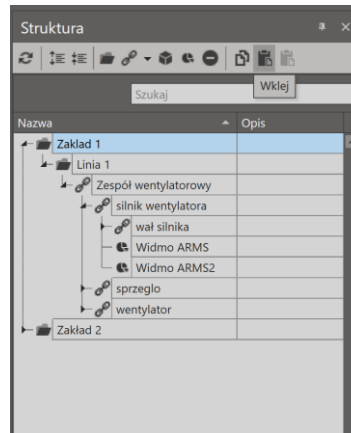 Struktura
Wklej
Szukaj
Nazwa Opis
Zaklad 1
Linia 1
Zespół wentylatorowy
silnik wentylatora
wał silnika
Widmo ARMS
Widmo ARMS2
sprzeglo
wentylator
Zakład 2